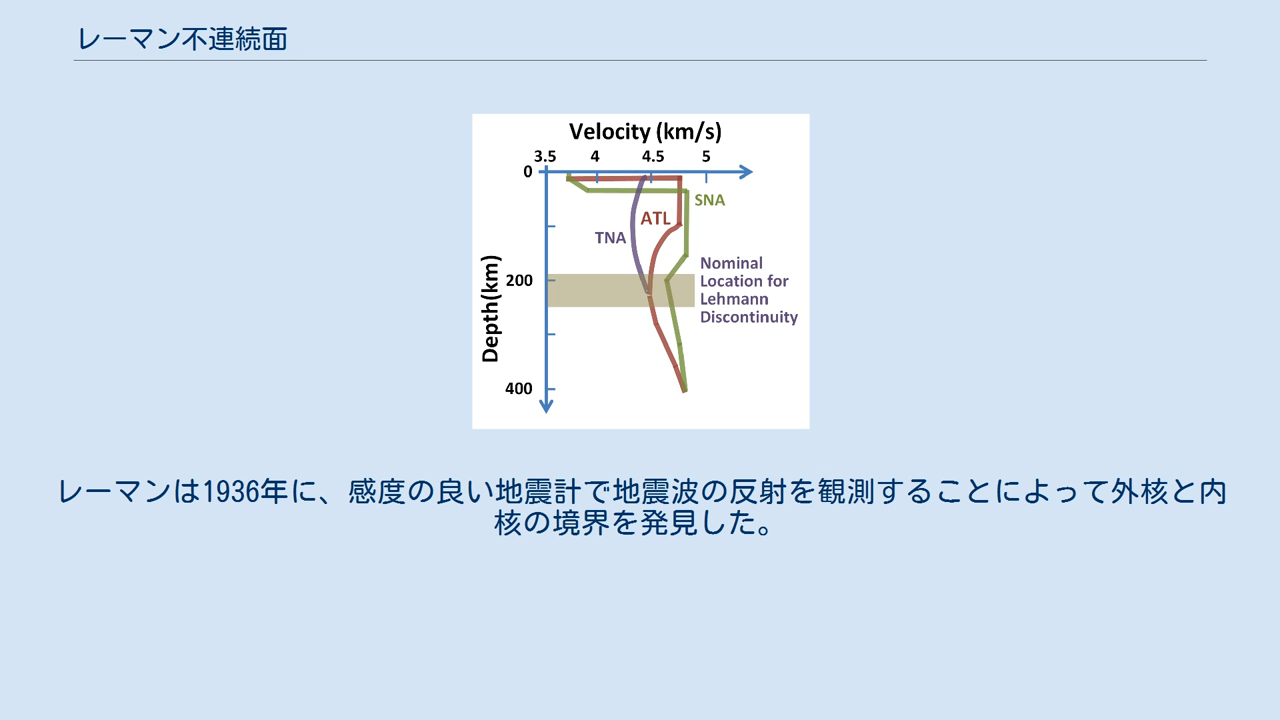 レーマン不連続面
Velocity (km/s)
3.5 4 4.5 5
0
SNA
ATL
TNA
Nominal
Location for
Lehmann
Discontinuity
200
400
Depth(km)
レーマンは1936年に、感度の良い地震計で地震波の反射を観測することによって外核と内
核の境界を発見した。